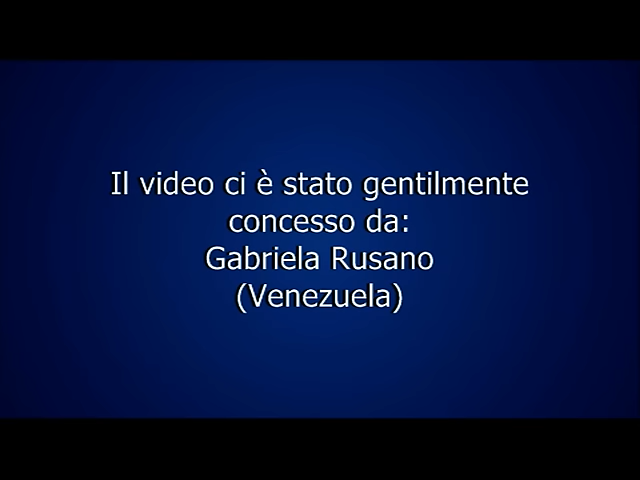 Il video ci è stato gentilmente
concesso da:
Gabriela Rusano
(Venezuela)